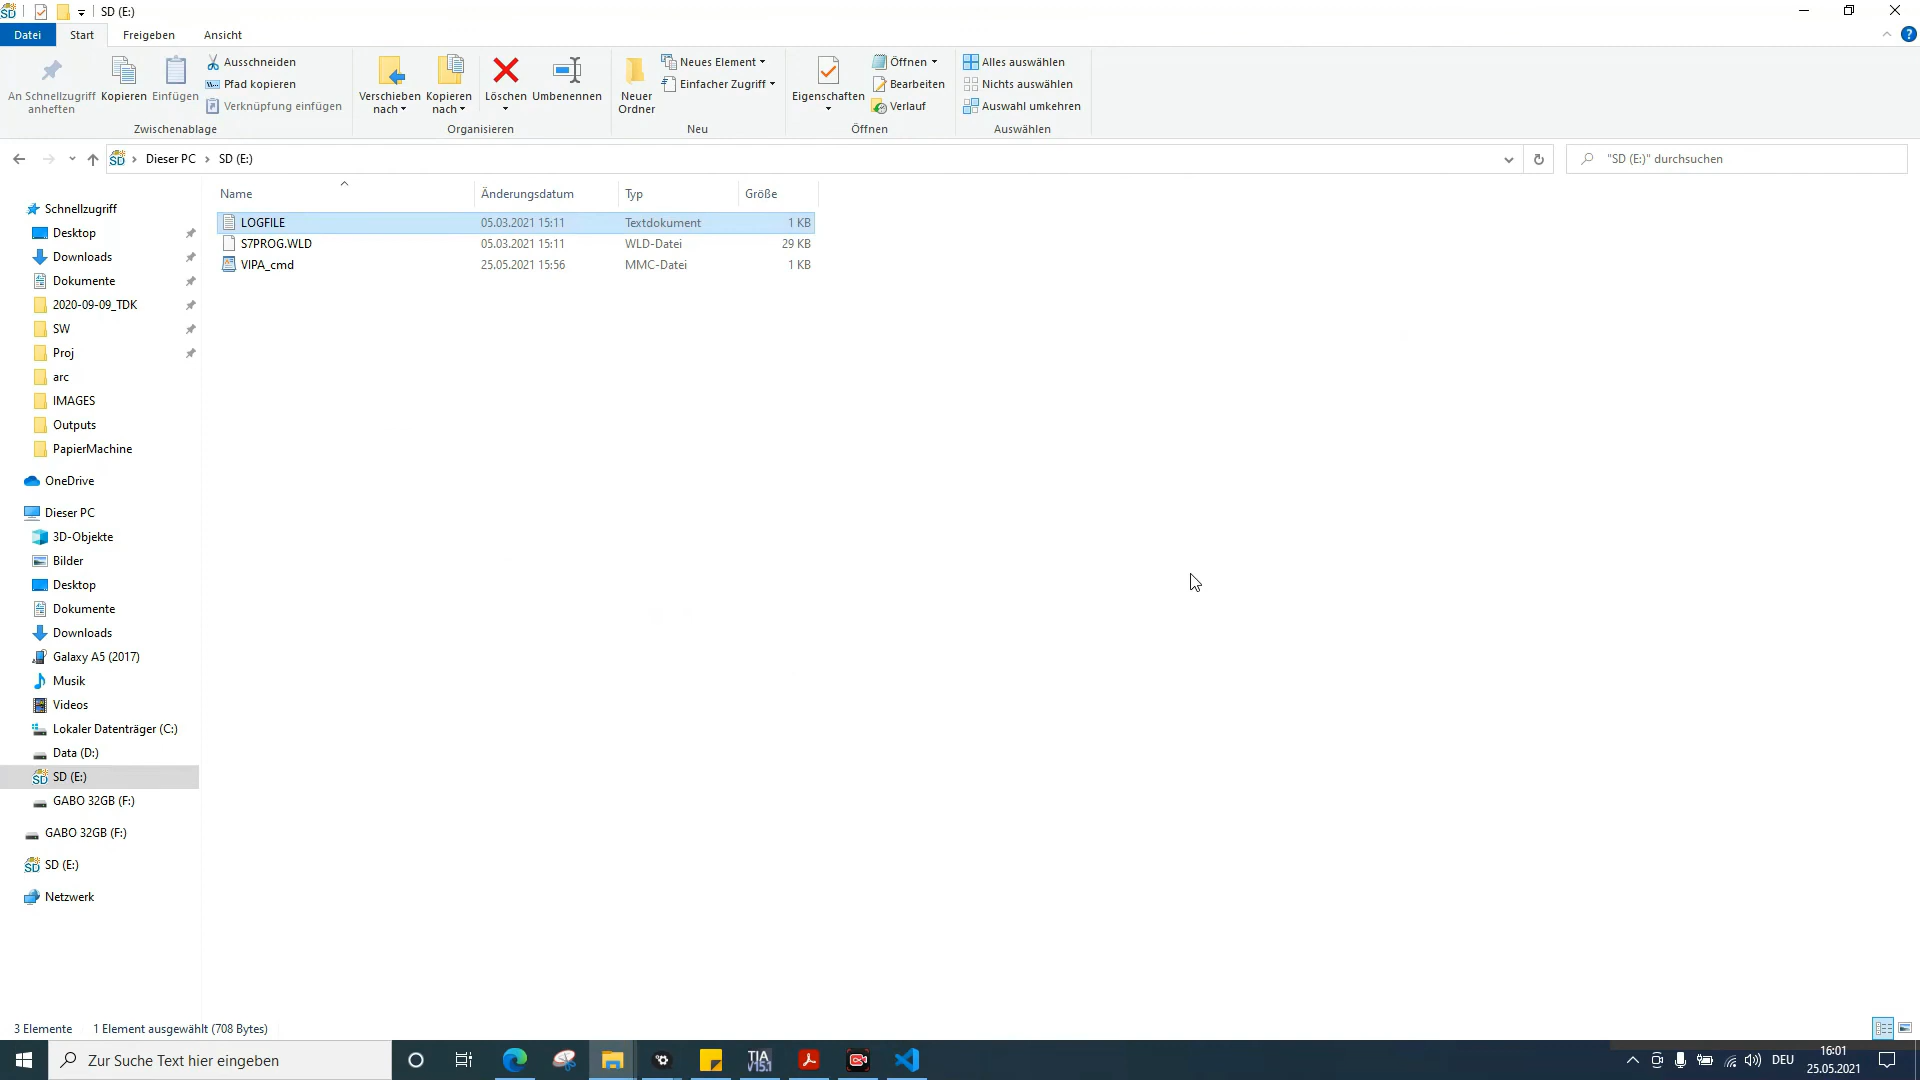 SD (E:)
Datei Start Freigeben Ansicht
An Schnellzugriff anheften
Kopieren
Einfügen
Ausschneiden
Pfad kopieren
Verknüpfung einfügen
Zwischenablage
Verschieben nach
Kopieren nach
Löschen
Umbenennen
Organisieren
Neuer Ordner
Neues Element
Einfacher Zugriff
Neu
Eigenschaften
Öffnen
Bearbeiten
Verlauf
Öffnen
Alles auswählen
Nichts auswählen
Auswahl umkehren
Auswählen
SD Dieser PC SD (E:)
"SD (E:)" durchsuchen
Name Änderungsdatum Typ Größe
LOGFILE 05.03.2021 15:11 Textdokument 1 KB
S7PROG.WLD 05.03.2021 15:11 WLD-Datei 29 KB
VIPA_cmd 25.05.2021 15:56 MMC-Datei 1 KB
Schnellzugriff
Desktop
Downloads
Dokumente
2020-09-09_TDK
SW
Proj
arc
IMAGES
Outputs
PapierMachine
OneDrive
Dieser PC
3D-Objekte
Bilder
Desktop
Dokumente
Downloads
Galaxy A5 (2017)
Musik
Videos
Lokaler Datenträger (C:)
Data (D:)
SD (E:)
GABO 32GB (F:)
GABO 32GB (F:)
SD (E:)
Netzwerk
3 Elemente 1 Element ausgewählt (708 Bytes)
Zur Suche Text hier eingeben
TIA V15.1
DEU
16:01
25.05.2021